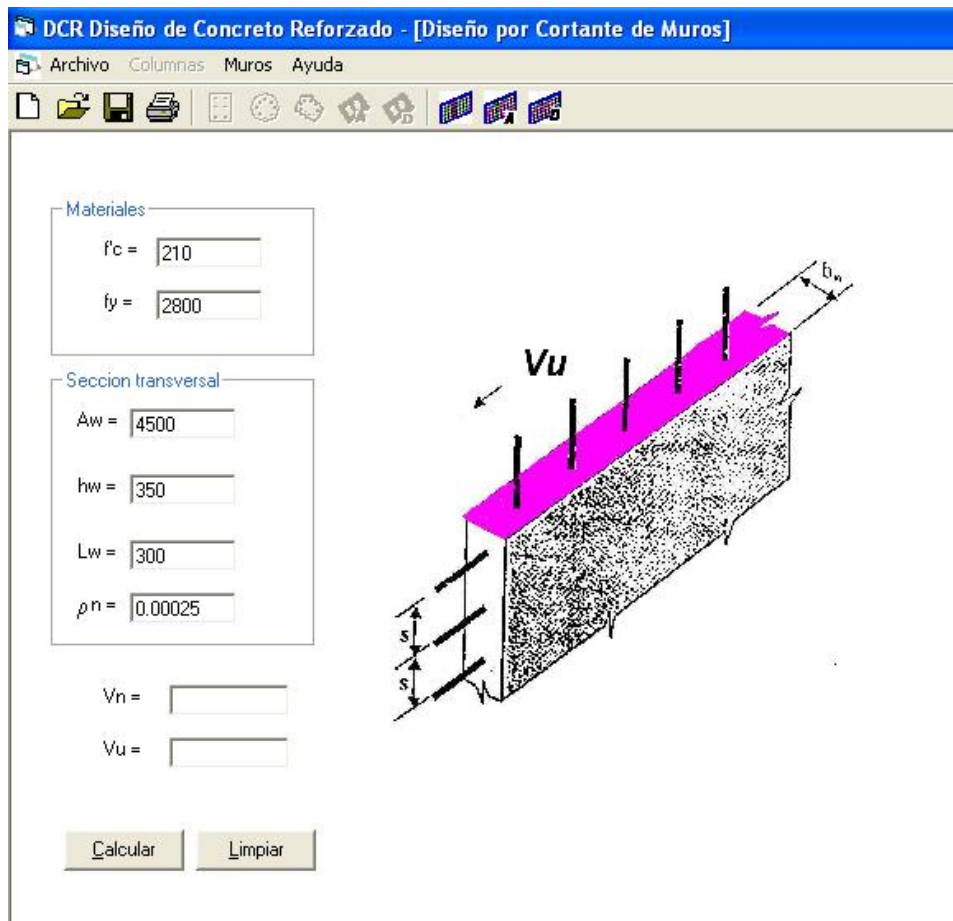 DCR Diseño de Concreto Reforzado - [Diseño por Cortante de Muros]
Archivo Columnas Muros Ayuda
A D A D
Materiales
f'c = 210
fy = 2800
Seccion transversal
Aw = 4500
hw = 350
Lw = 300
ρn = 0.00025
Vn =
Vu =
Calcular Limpiar
Vu
s
s